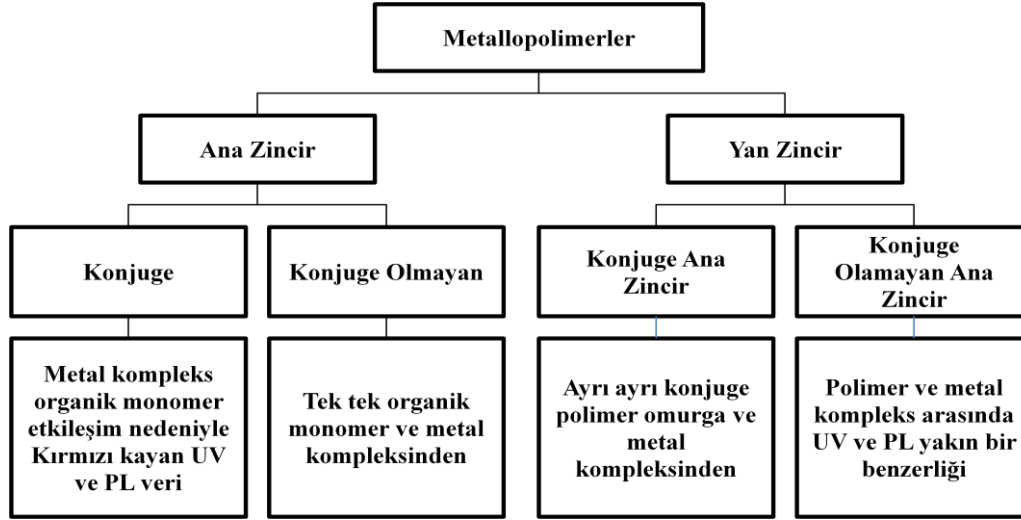 Metallopolimerler
Ana Zincir
Yan Zincir
Konjuge
Konjuge Olmayan
Konjuge Ana
Zincir
Konjuge
Olamayan Ana
Zincir
Metal kompleks
organik monomer
etkileşim nedeniyle
Kırmızı kayan UV
ve PL veri
Tek tek organik
monomer ve metal
kompleksinden
Ayrı ayrı konjuge
polimer omurga ve
metal
kompleksinden
Polimer ve metal
kompleks arasında
UV ve PL yakın bir
benzerliği